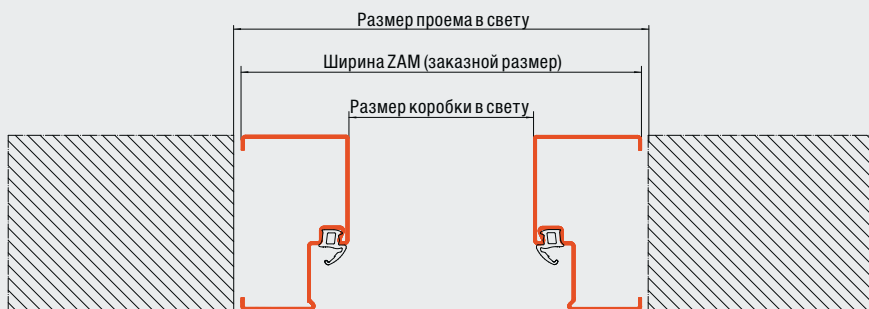 Размер проема в свету
Ширина ZAM (заказной размер)
Размер коробки в свету